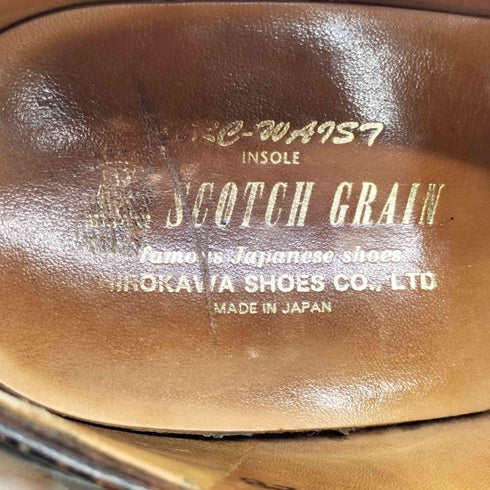 INSOLE
SCOTCH GRAIN
famous Japanese shoes
HIROKAWA SHOES CO., LTD
MADE IN JAPAN